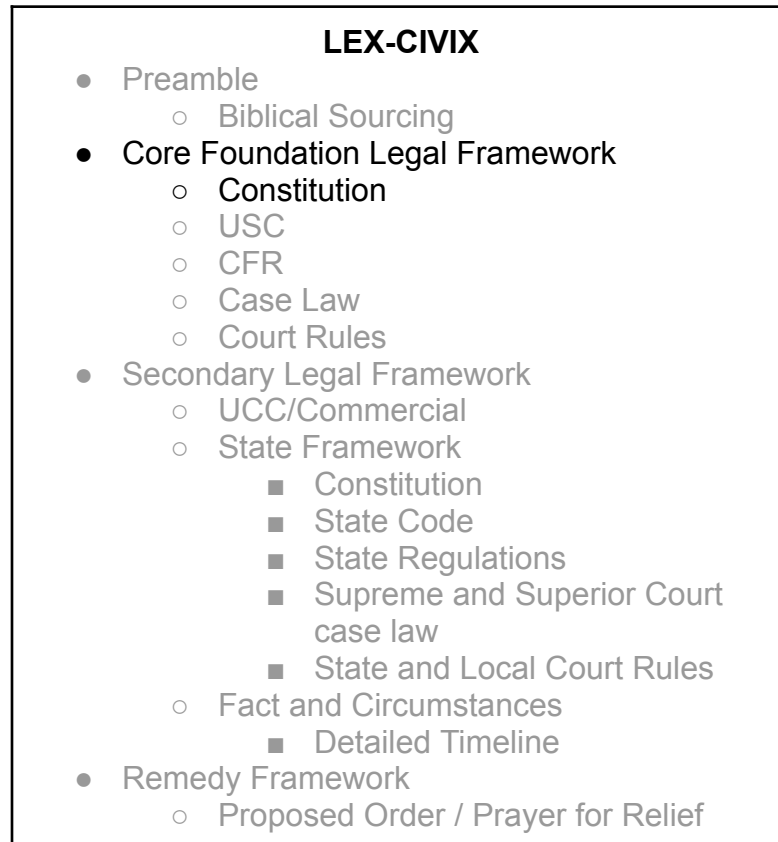 LEX-CIVIX
● Preamble
○ Biblical Sourcing
● Core Foundation Legal Framework
○ Constitution
○ USC
○ CFR
○ Case Law
○ Court Rules
● Secondary Legal Framework
○ UCC/Commercial
○ State Framework
■ Constitution
■ State Code
■ State Regulations
■ Supreme and Superior Court
case law
■ State and Local Court Rules
○ Fact and Circumstances
■ Detailed Timeline
● Remedy Framework
○ Proposed Order / Prayer for Relief